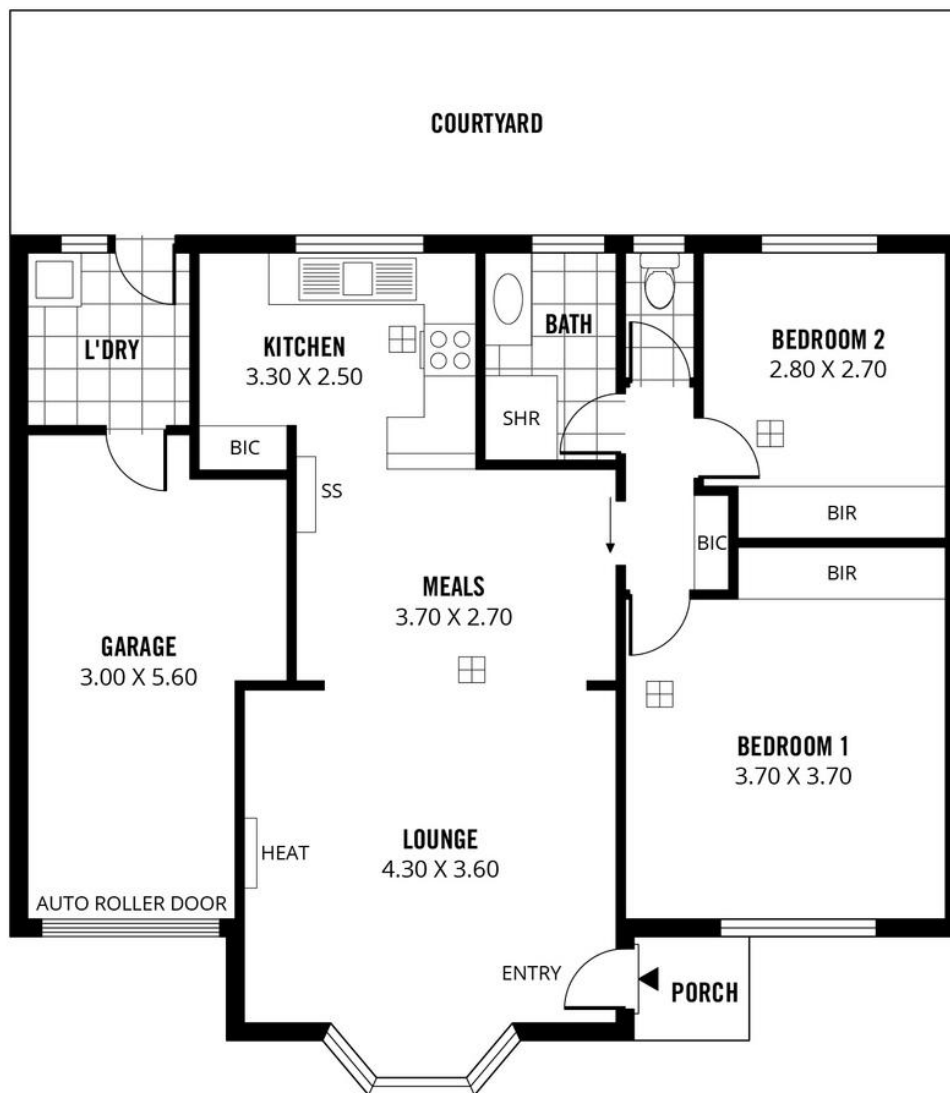 COURTYARD
L'DRY
KITCHEN
3.30 X 2.50
BATH
BEDROOM 2
2.80 X 2.70
SHR
BIC
SS
BIR
BIC
BIR
MEALS
3.70 X 2.70
GARAGE
3.00 X 5.60
BEDROOM 1
3.70 X 3.70
LOUNGE
4.30 X 3.60
HEAT
AUTO ROLLER DOOR
ENTRY
PORCH